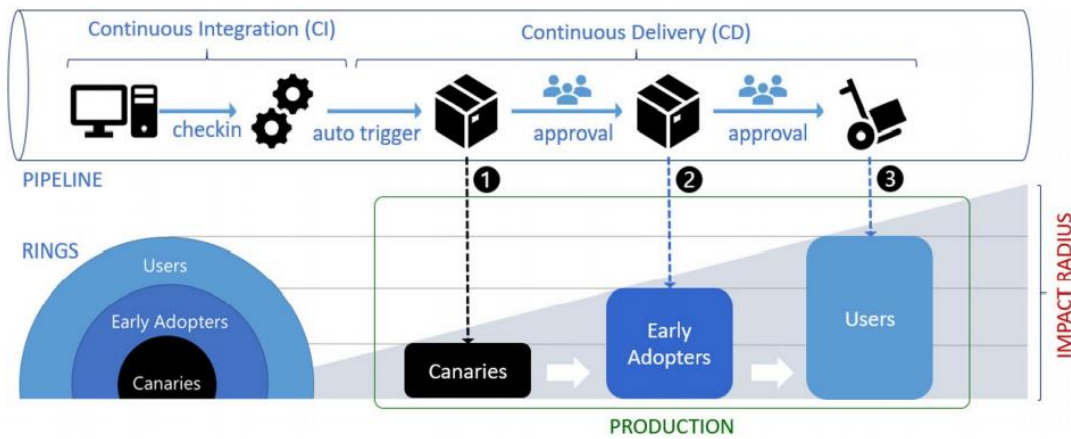 Continuous Integration (CI)
Continuous Delivery (CD)
checkin
auto trigger
approval
approval
PIPELINE
1
2
3
RINGS
Users
Early Adopters
Canaries
Canaries
Early
Adopters
Users
IMPACT RADIUS
PRODUCTION